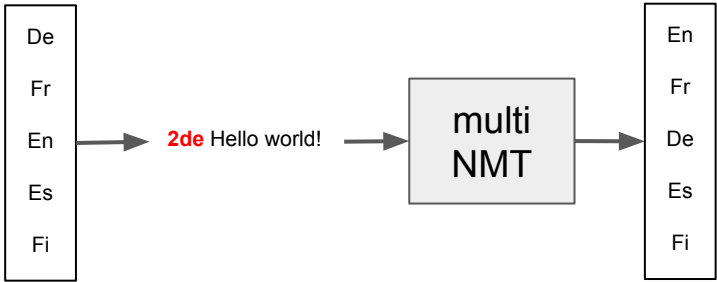 De
Fr
En
Es
Fi
2de Hello world!
multi
NMT
En
Fr
De
Es
Fi